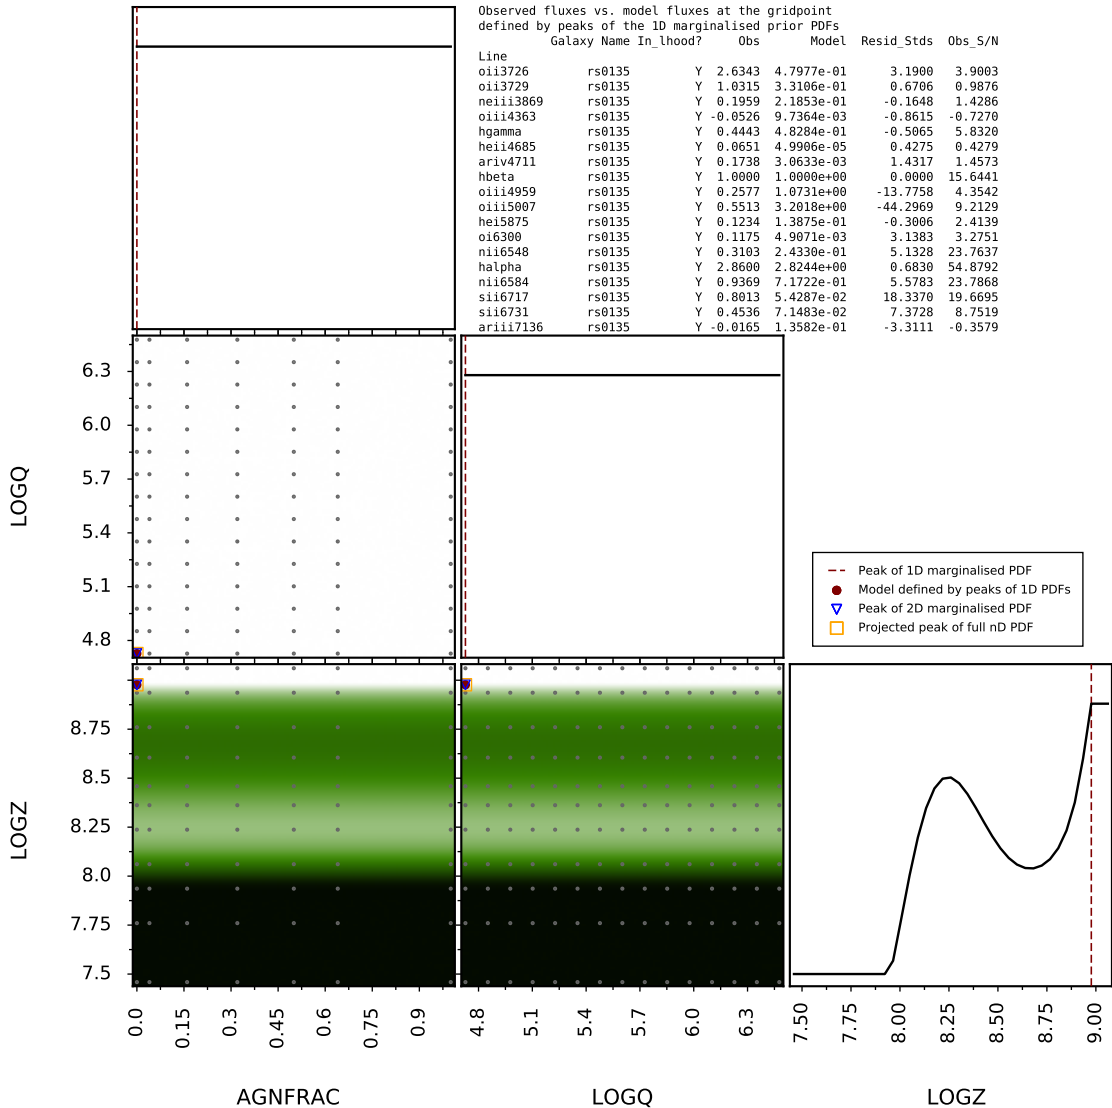 Observed fluxes vs. model fluxes at the gridpoint
defined by peaks of the 1D marginalised prior PDFs
Galaxy Name In_lhood? Obs Model Resid_Stds Obs_S/N
Line
oii3726 rs0135 Y 2.6343 4.7977e-01 3.1900 3.9003
oii3729 rs0135 Y 1.0315 3.3106e-01 0.6706 0.9876
neiii3869 rs0135 Y 0.1959 2.1853e-01 -0.1648 1.4286
oiii4363 rs0135 Y -0.0526 9.7364e-03 -0.8615 -0.7270
hgamma rs0135 Y 0.4443 4.8284e-01 -0.5065 5.8320
heii4685 rs0135 Y 0.0651 4.9906e-05 0.4275 0.4279
ariv4711 rs0135 Y 0.1738 3.0633e-03 1.4317 1.4573
hbeta rs0135 Y 1.0000 1.0000e+00 0.0000 15.6441
oiii4959 rs0135 Y 0.2577 1.0731e+00 -13.7758 4.3542
oiii5007 rs0135 Y 0.5513 3.2018e+00 -44.2969 9.2129
hei5875 rs0135 Y 0.1234 1.3875e-01 -0.3006 2.4139
oi6300 rs0135 Y 0.1175 4.9071e-03 3.1383 3.2751
nii6548 rs0135 Y 0.3103 2.4330e-01 5.1328 23.7637
halpha rs0135 Y 2.8600 2.8244e+00 0.6830 54.8792
nii6584 rs0135 Y 0.9369 7.1722e-01 5.5783 23.7868
sii6717 rs0135 Y 0.8013 5.4287e-02 18.3370 19.6695
sii6731 rs0135 Y 0.4536 7.1483e-02 7.3728 8.7519
ariii7136 rs0135 Y -0.0165 1.3582e-01 -3.3111 -0.3579
6.3
6.0
5.7
5.4
5.1
4.8
LOGQ
Peak of 1D marginalised PDF
Model defined by peaks of 1D PDFs
Peak of 2D marginalised PDF
Projected peak of full nD PDF
8.75
8.5
8.25
8.0
7.75
7.5
LOGZ
0.0 0.15 0.3 0.45 0.6 0.75 0.9
4.8 5.1 5.4 5.7 6.0 6.3
7.50 7.75 8.00 8.25 8.50 8.75 9.00
AGNFRAC LOGQ LOGZ